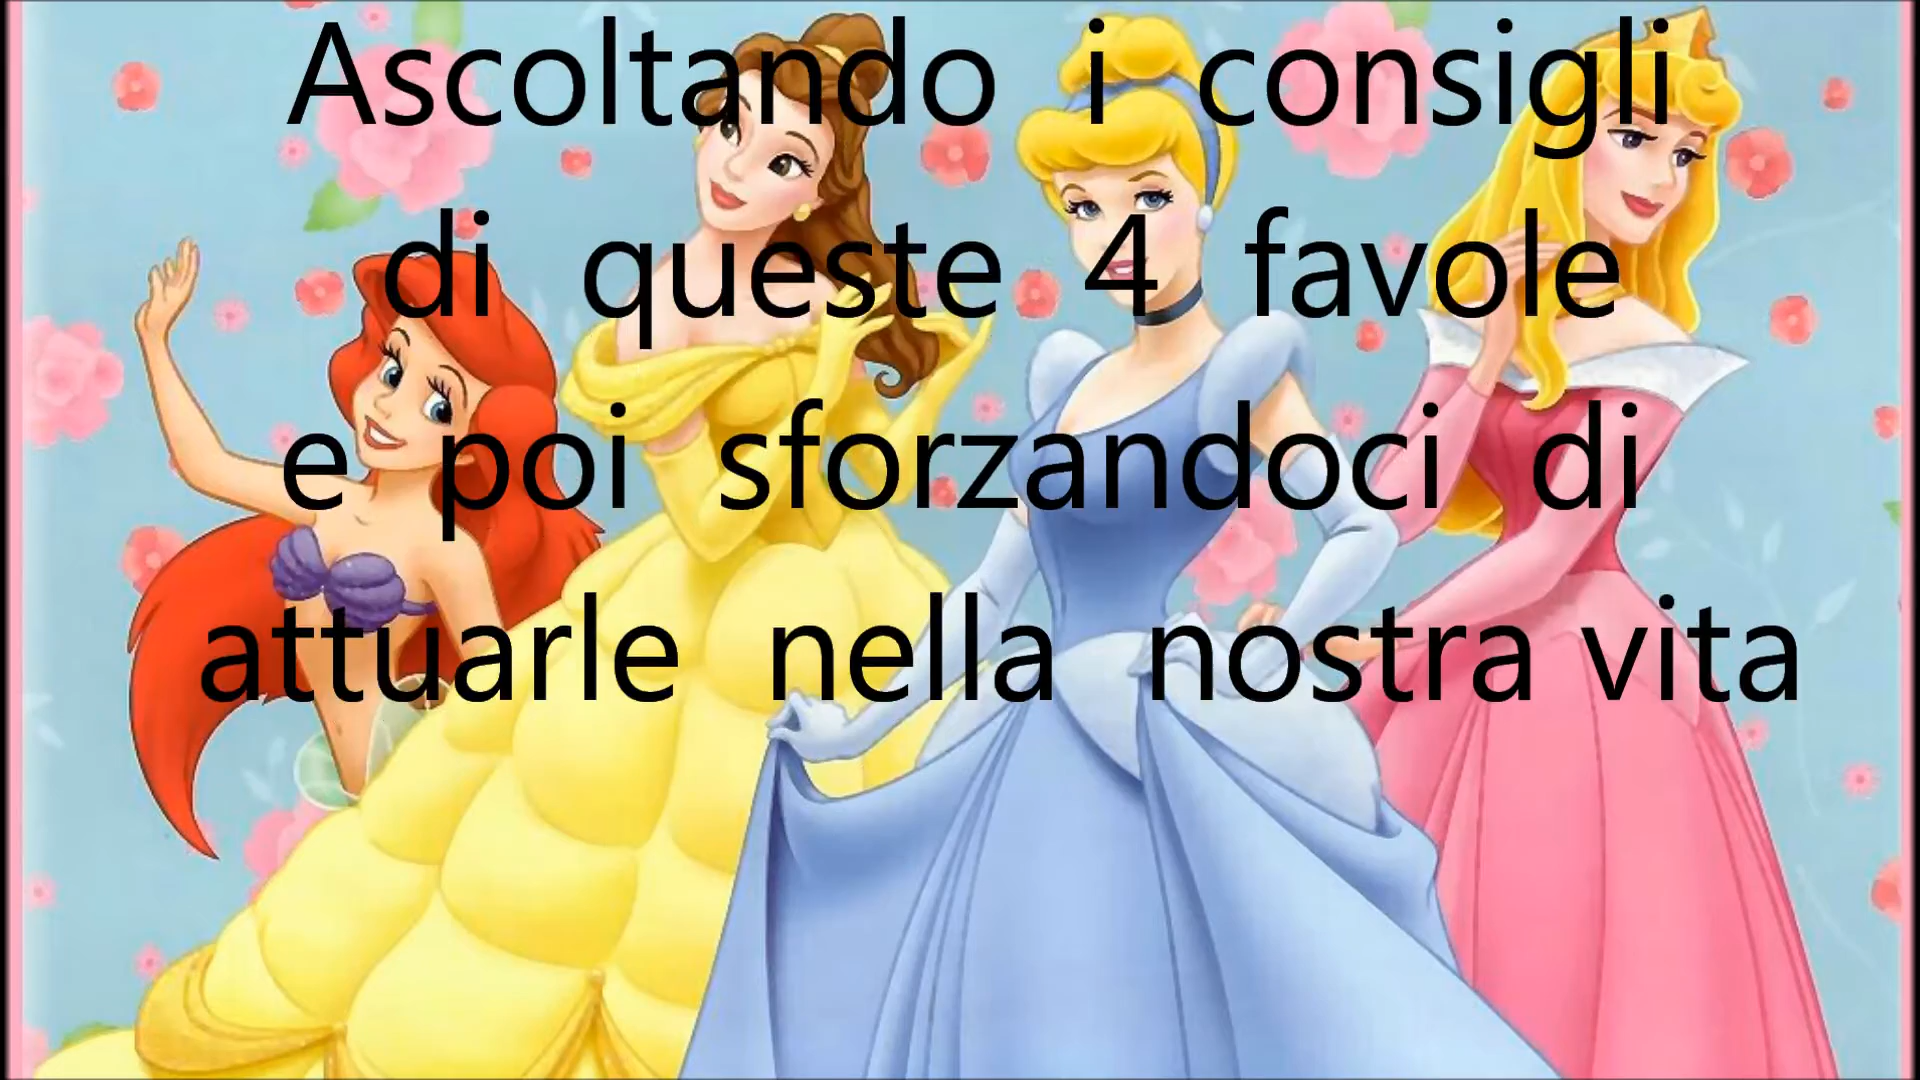 Ascoltando i consigli
di queste 4 favole
e poi sforzandoci di
attuarle nella nostra vita